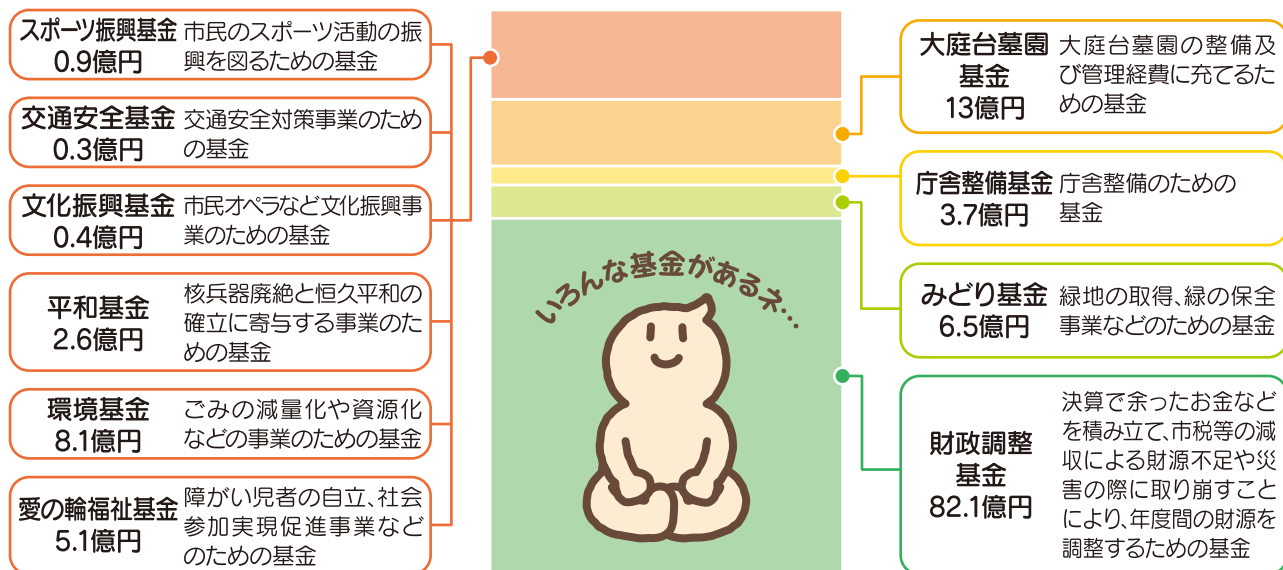 スポーツ振興基金
0.9億円
市民のスポーツ活動の振
興を図るための基金
交通安全基金
0.3億円
交通安全対策事業のため
の基金
文化振興基金
0.4億円
市民オペラなど文化振興事
業のための基金
平和基金
2.6億円
核兵器廃絶と恒久平和の
確立に寄与する事業のた
めの基金
環境基金
8.1億円
ごみの減量化や資源化
などの事業のための基金
愛の輪福祉基金
5.1億円
障がい児者の自立、社会
参加実現促進事業など
のための基金
いろんな基金があるネ…
大庭台墓園
基金
13億円
大庭台墓園の整備及
び管理経費に充てるた
めの基金
庁舎整備基金
3.7億円
庁舎整備のための
基金
みどり基金
6.5億円
緑地の取得、緑の保全
事業などのための基金
財政調整
基金
82.1億円
決算で余ったお金など
を積み立て、市税等の減
収による財源不足や災
害の際に取り崩すこと
により、年度間の財源を
調整するための基金